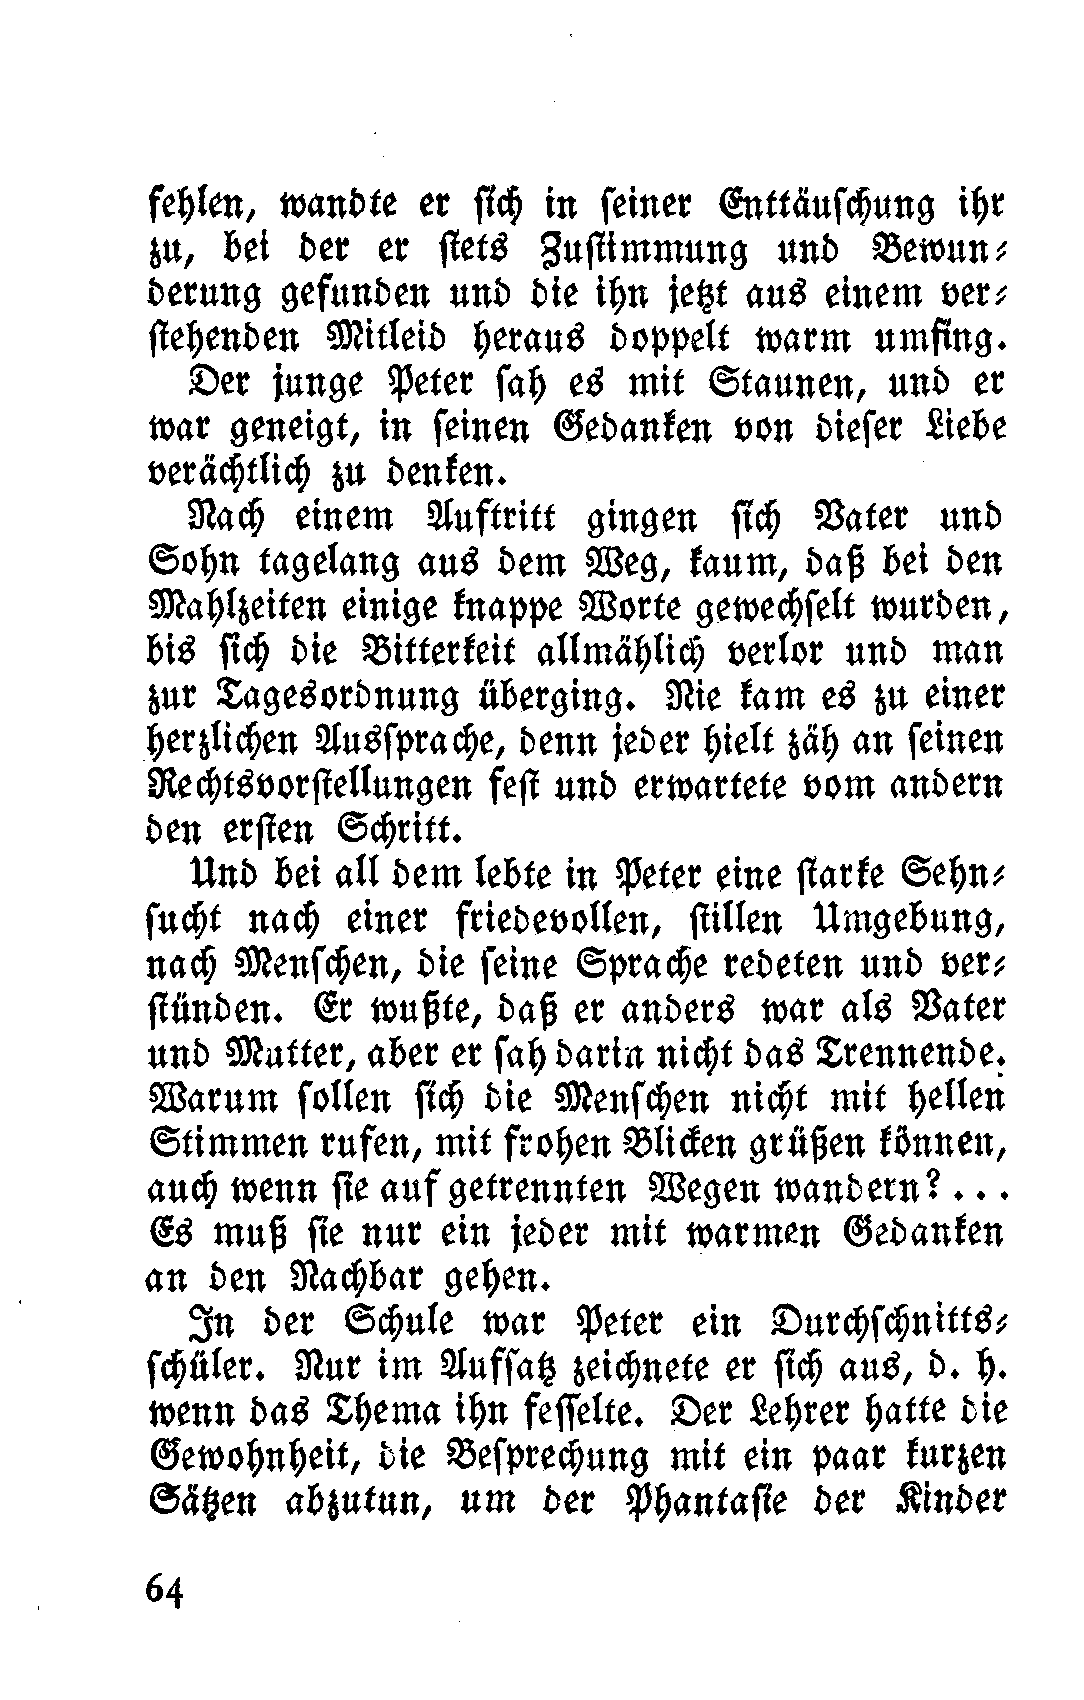 fehlen, wandte er sich in seiner Enttäuschung ihr
zu, bei der er stets Zustimmung und Bewun-
derung gefunden und die ihn jetzt aus einem ver-
stehenden Mitleid heraus doppelt warm umfing.
Der junge Peter sah es mit Staunen, und er
war geneigt, in seinen Gedanken von dieser Liebe
verächtlich zu denken.
Nach einem Auftritt gingen sich Vater und
Sohn tagelang aus dem Weg, kaum, daß bei den
Mahlzeiten einige knappe Worte gewechselt wurden,
bis sich die Bitterkeit allmählich verlor und man
zur Tagesordnung überging. Nie kam es zu einer
herzlichen Aussprache, denn jeder hielt zäh an seinen
Rechtsvorstellungen fest und erwartete vom andern
den ersten Schritt.
Und bei all dem lebte in Peter eine starke Sehn-
sucht nach einer friedevollen, stillen Umgebung,
nach Menschen, die seine Sprache redeten und ver-
stünden. Er wußte, daß er anders war als Vater
und Mutter, aber er sah darin nicht das Trennende.
Warum sollen sich die Menschen nicht mit hellen
Stimmen rufen, mit frohen Blicken grüßen können,
auch wenn sie auf getrennten Wegen wandern? . . .
Es muß sie nur ein jeder mit warmen Gedanken
an den Nachbar gehen.
In der Schule war Peter ein Durchschnitts-
schüler. Nur im Aufsatz zeichnete er sich aus, d. h.
wenn das Thema ihn fesselte. Der Lehrer hatte die
Gewohnheit, die Besprechung mit ein paar kurzen
Sätzen abzutun, um der Phantasie der Kinder
64